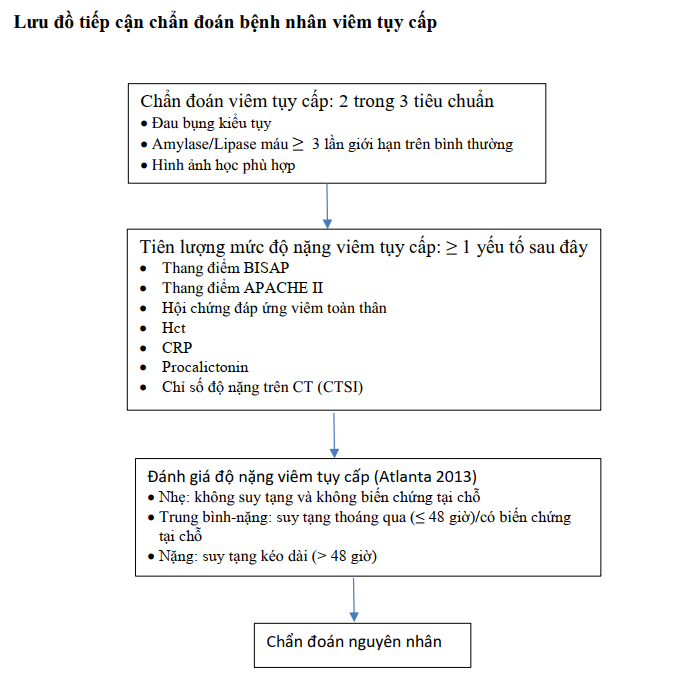 Lưu đồ tiếp cận chẩn đoán bệnh nhân viêm tụy cấp
Chẩn đoán viêm tụy cấp: 2 trong 3 tiêu chuẩn
• Đau bụng kiểu tụy
• Amylase/Lipase máu ≥ 3 lần giới hạn trên bình thường
• Hình ảnh học phù hợp
Tiên lượng mức độ nặng viêm tụy cấp: ≥ 1 yếu tố sau đây
• Thang điểm BISAP
• Thang điểm APACHE II
• Hội chứng đáp ứng viêm toàn thân
• Hct
• CRP
• Procalictonin
• Chỉ số độ nặng trên CT (CTSI)
Đánh giá độ nặng viêm tụy cấp (Atlanta 2013)
• Nhẹ: không suy tạng và không biến chứng tại chỗ
• Trung bình-nặng: suy tạng thoáng qua (≤ 48 giờ)/có biến chứng
tại chỗ
• Nặng: suy tạng kéo dài (> 48 giờ)
Chẩn đoán nguyên nhân